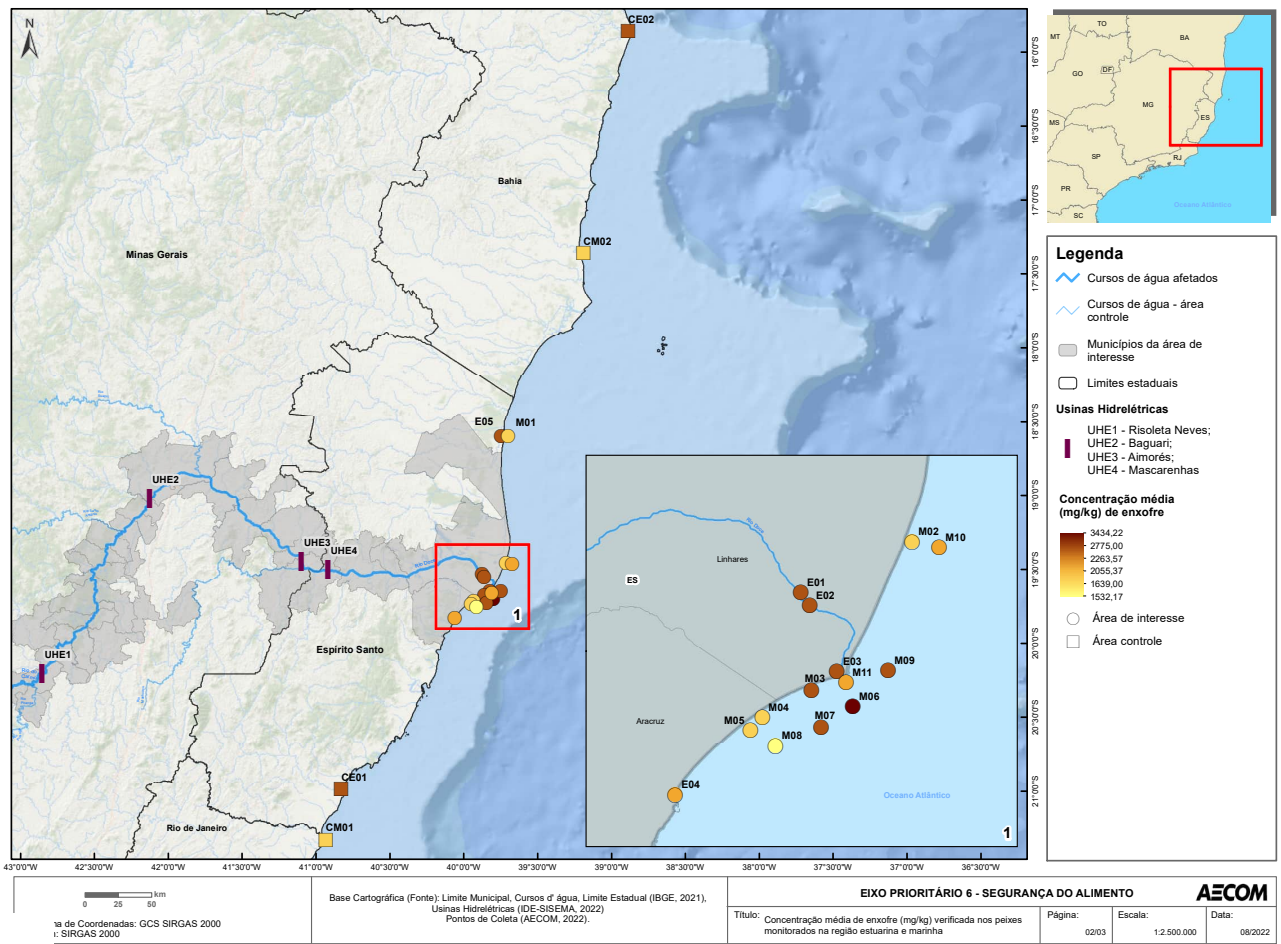 N
CE02
Bahia
Minas Gerais
CM02
E05
M01
UHE2
UHE3
UHE4
Rio Doce
1
UHE1
Espírito Santo
CE01
Rio de Janeiro
CM01
16°0'0"S
16°30'0"S
17°0'0"S
17°30'0"S
18°0'0"S
18°30'0"S
19°0'0"S
19°30'0"S
20°0'0"S
20°30'0"S
21°0'0"S
43°0'0"W
42°30'0"W
42°0'0"W
41°30'0"W
41°0'0"W
40°30'0"W
40°0'0"W
39°30'0"W
39°0'0"W
38°30'0"W
38°0'0"W
37°30'0"W
37°0'0"W
36°30'0"W
Rio Doce
M02
M10
Linhares
ES
E01
E02
E03
M09
M11
M03
M06
M04
Aracruz
M05
M07
M08
E04
Oceano Atlântico
1
TO
MT
BA
GO
DF
MG
MS
ES
SP
RJ
PR
SC
Oceano Atlântico
Legenda
Cursos de água afetados
Cursos de água - área
controle
Municípios da área de
interesse
Limites estaduais
Usinas Hidrelétricas
UHE1 - Risoleta Neves;
UHE2 - Baguari;
UHE3 - Aimorés;
UHE4 - Mascarenhas
Concentração média
(mg/kg) de enxofre
3434,22
2775,00
2263,57
2055,37
1639,00
1532,17
Área de interesse
Área controle
km
0 25 50
na de Coordenadas: GCS SIRGAS 2000
: SIRGAS 2000
Base Cartográfica (Fonte): Limite Municipal, Cursos d' água, Limite Estadual (IBGE, 2021),
Usinas Hidrelétricas (IDE-SISEMA, 2022)
Pontos de Coleta (AECOM, 2022).
EIXO PRIORITÁRIO 6 - SEGURANÇA DO ALIMENTO
AECOM
Título: Concentração média de enxofre (mg/kg) verificada nos peixes
monitorados na região estuarina e marinha
Página:
02/03
Escala:
1:2.500.000
Data:
08/2022